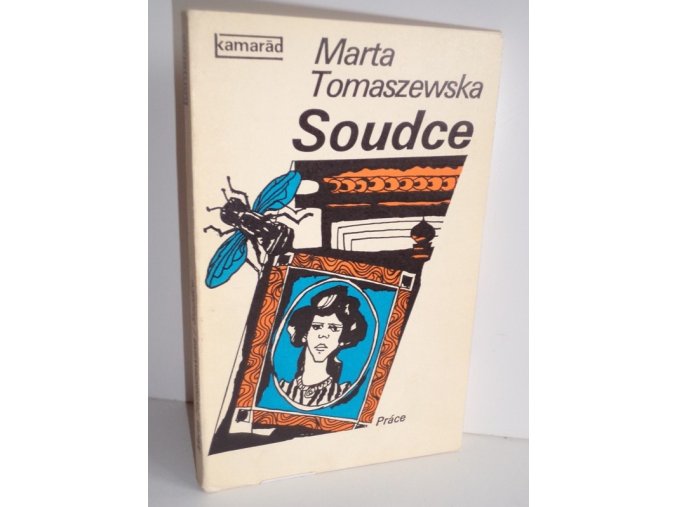 kamarád
Marta
Tomaszewska
Soudce
Práce